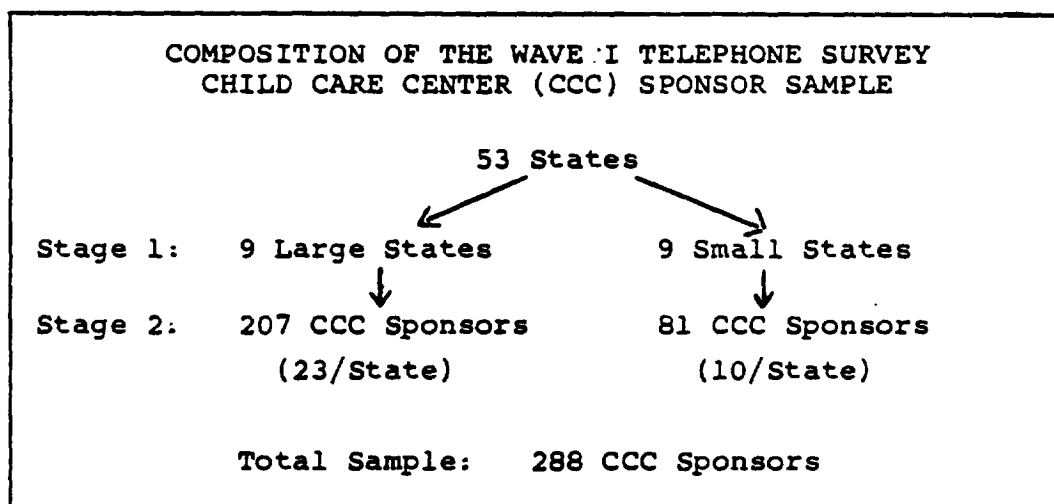 COMPOSITION OF THE WAVE I TELEPHONE SURVEY
CHILD CARE CENTER (CCC) SPONSOR SAMPLE
53 States
Stage 1: 9 Large States 9 Small States
Stage 2: 207 CCC Sponsors 81 CCC Sponsors
(23/State) (10/State)
Total Sample: 288 CCC Sponsors